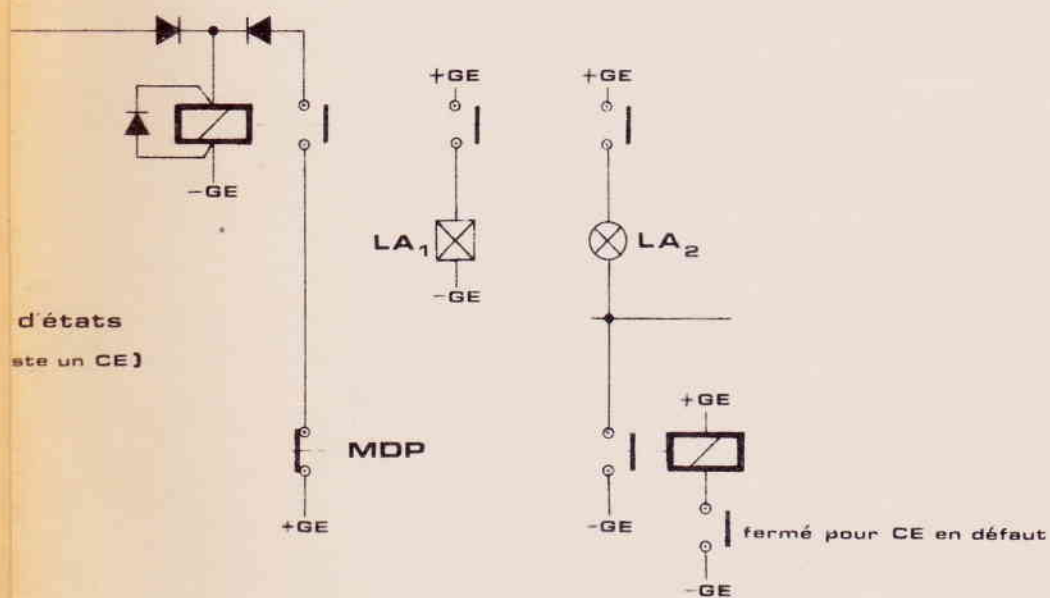 +GE
+GE
-GE
LA1
LA2
-GE
d'états
ste un CE)
+GE
MDP
+GE
-GE
fermé pour CE en défaut
-GE